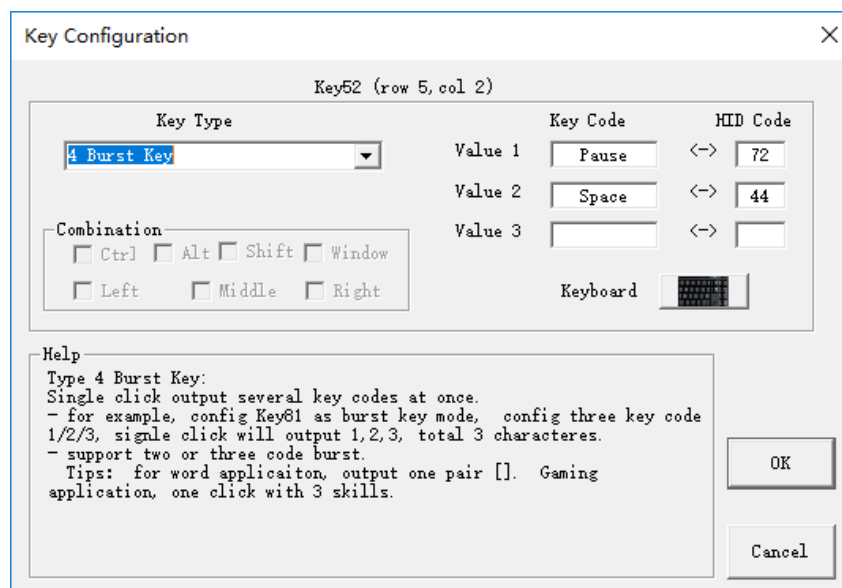 Key Configuration
Key52 (row 5, col 2)
Key Type Key Code HID Code
4 Burst Key Value 1 Pause <-> 72
Value 2 Space <-> 44
Combination Value 3 <->
Ctrl Alt Shift Window
Left Middle Right Keyboard
Help
Type 4 Burst Key:
Single click output several key codes at once.
- for example, config Key81 as burst key mode, config three key code
1/2/3, signle click will output 1,2,3, total 3 characteres.
- support two or three code burst.
Tips: for word applicaiton, output one pair []. Gaming
application, one click with 3 skills.
OK
Cancel